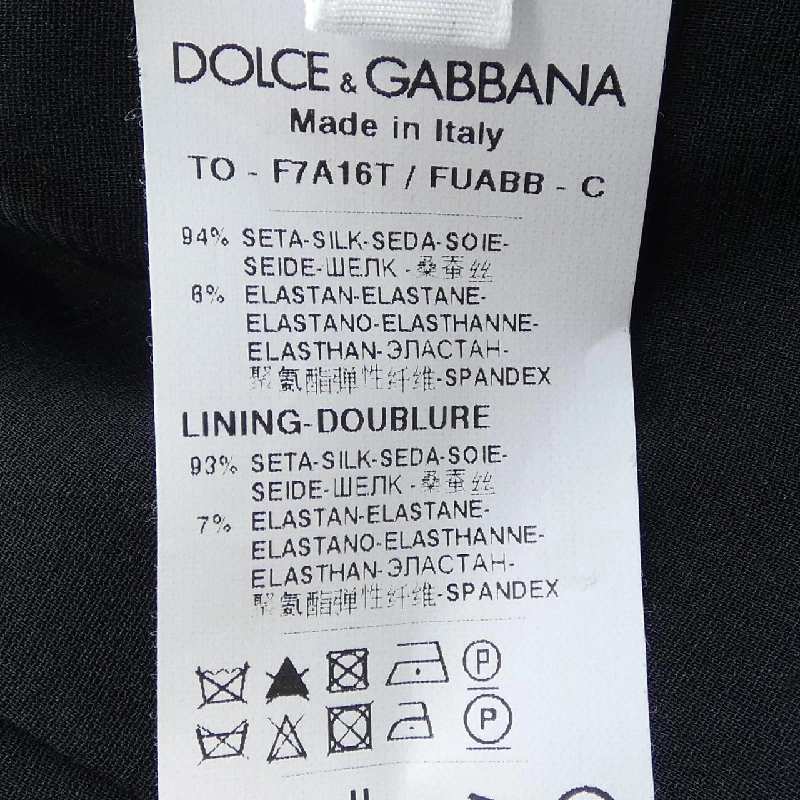 DOLCE & GABBANA
Made in Italy
TO - F7A16T / FUABB - C
94% SETA-SILK-SEDA-SOIE-
SEIDE-ШЕЛК-桑蚕丝
6% ELASTAN-ELASTANE-
ELASTANO-ELASTHANNE-
ELASTHAN-ЭЛАСТАН-
聚氨酯弹性纤维-SPANDEX
LINING-DOUBLURE
93% SETA-SILK-SEDA-SOIE-
SEIDE-ШЕЛК-桑蚕丝
7% ELASTAN-ELASTANE-
ELASTANO-ELASTHANNE-
ELASTHAN-ЭЛАСТАН-
聚氨酯弹性纤维-SPANDEX
P
P